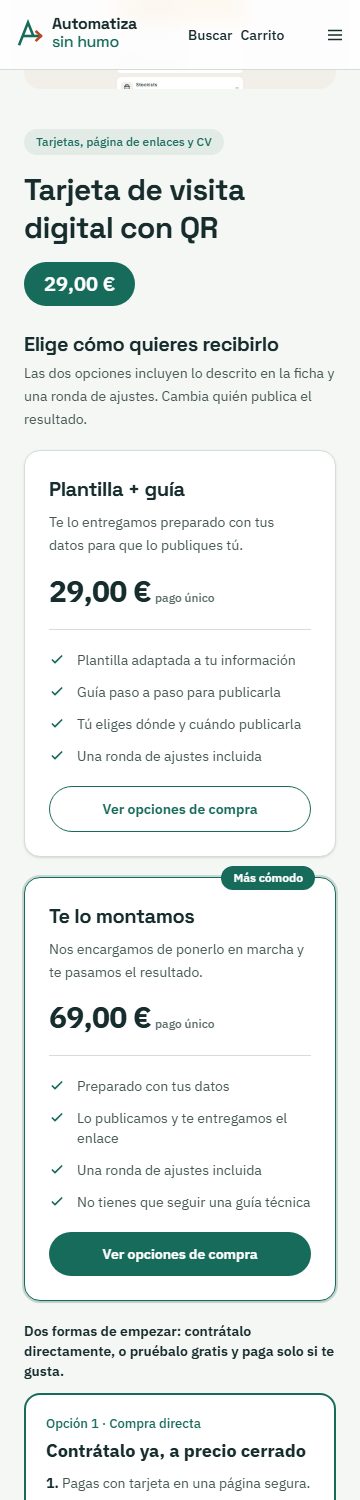 Automatiza
sin humo
Buscar Carrito
Stockists
Tarjetas, página de enlaces y CV
Tarjeta de visita
digital con QR
29,00 €
Elige cómo quieres recibirlo
Las dos opciones incluyen lo descrito en la ficha y
una ronda de ajustes. Cambia quién publica el
resultado.
Plantilla + guía
Te lo entregamos preparado con tus
datos para que lo publiques tú.
29,00 € pago único
Plantilla adaptada a tu información
Guía paso a paso para publicarla
Tú eliges dónde y cuándo publicarla
Una ronda de ajustes incluida
Ver opciones de compra
Más cómodo
Te lo montamos
Nos encargamos de ponerlo en marcha y
te pasamos el resultado.
69,00 € pago único
Preparado con tus datos
Lo publicamos y te entregamos el
enlace
Una ronda de ajustes incluida
No tienes que seguir una guía técnica
Ver opciones de compra
Dos formas de empezar: contrátalo
directamente, o pruébalo gratis y paga solo si te
gusta.
Opción 1 · Compra directa
Contrátalo ya, a precio cerrado
1. Pagas con tarjeta en una página segura.